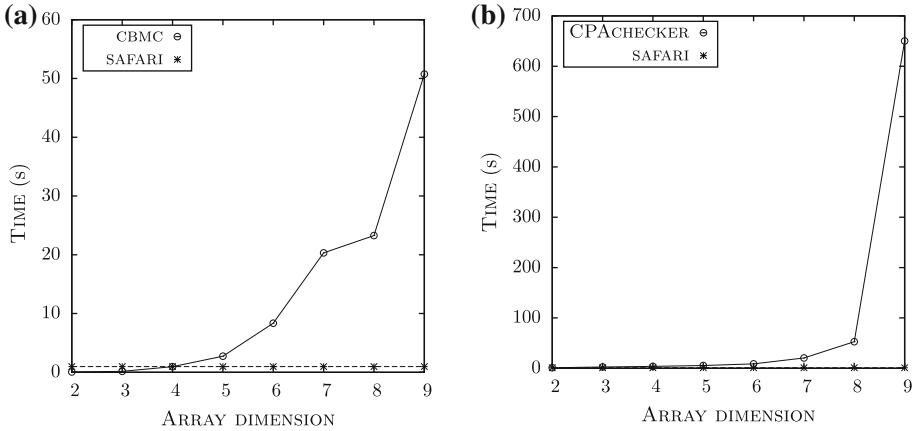 (a)
CBMC
SAFARI
60
50
40
30
20
10
0
TIME (s)
2 3 4 5 6 7 8 9
ARRAY DIMENSION
(b)
CPACHECKER
SAFARI
700
600
500
400
300
200
100
0
TIME (s)
2 3 4 5 6 7 8 9
ARRAY DIMENSION